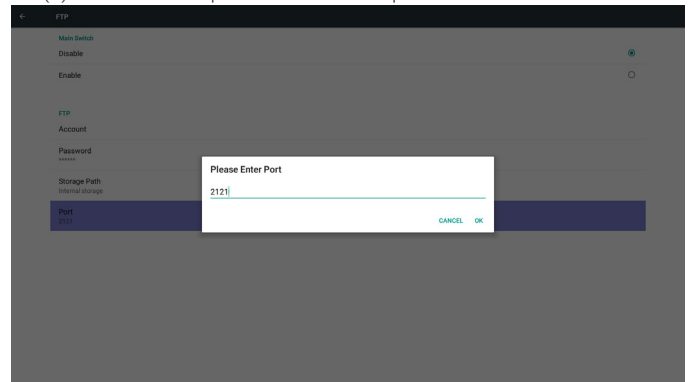 FTP
Main Switch
Disable
Enable
FTP
Account
Password
******
Storage Path
Internal storage
Port
2121
Please Enter Port
2121
CANCEL OK